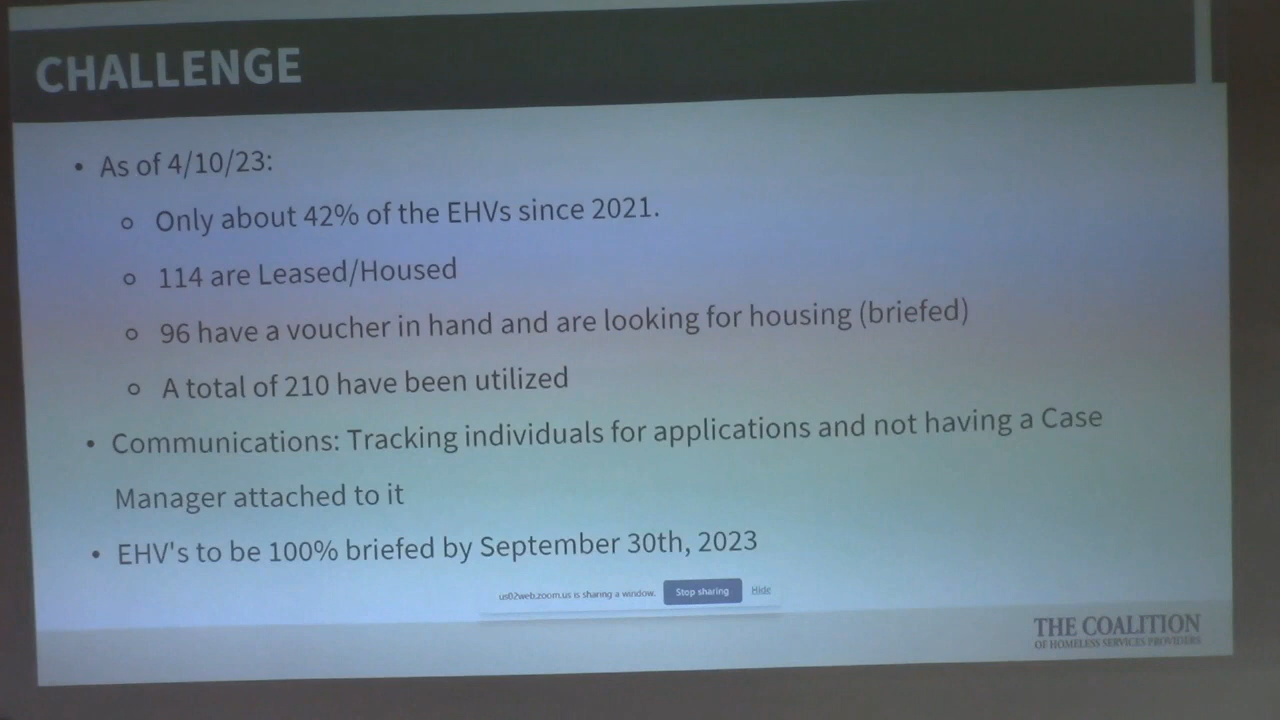 CHALLENGE
• As of 4/10/23:
○ Only about 42% of the EHVs since 2021.
○ 114 are Leased/Housed
○ 96 have a voucher in hand and are looking for housing (briefed)
○ A total of 210 have been utilized
• Communications: Tracking individuals for applications and not having a Case
Manager attached to it
• EHV's to be 100% briefed by September 30th, 2023
us02web.zoom.us is sharing a window. Stop sharing Hide
THE COALITION
OF HOMELESS SERVICES PROVIDERS